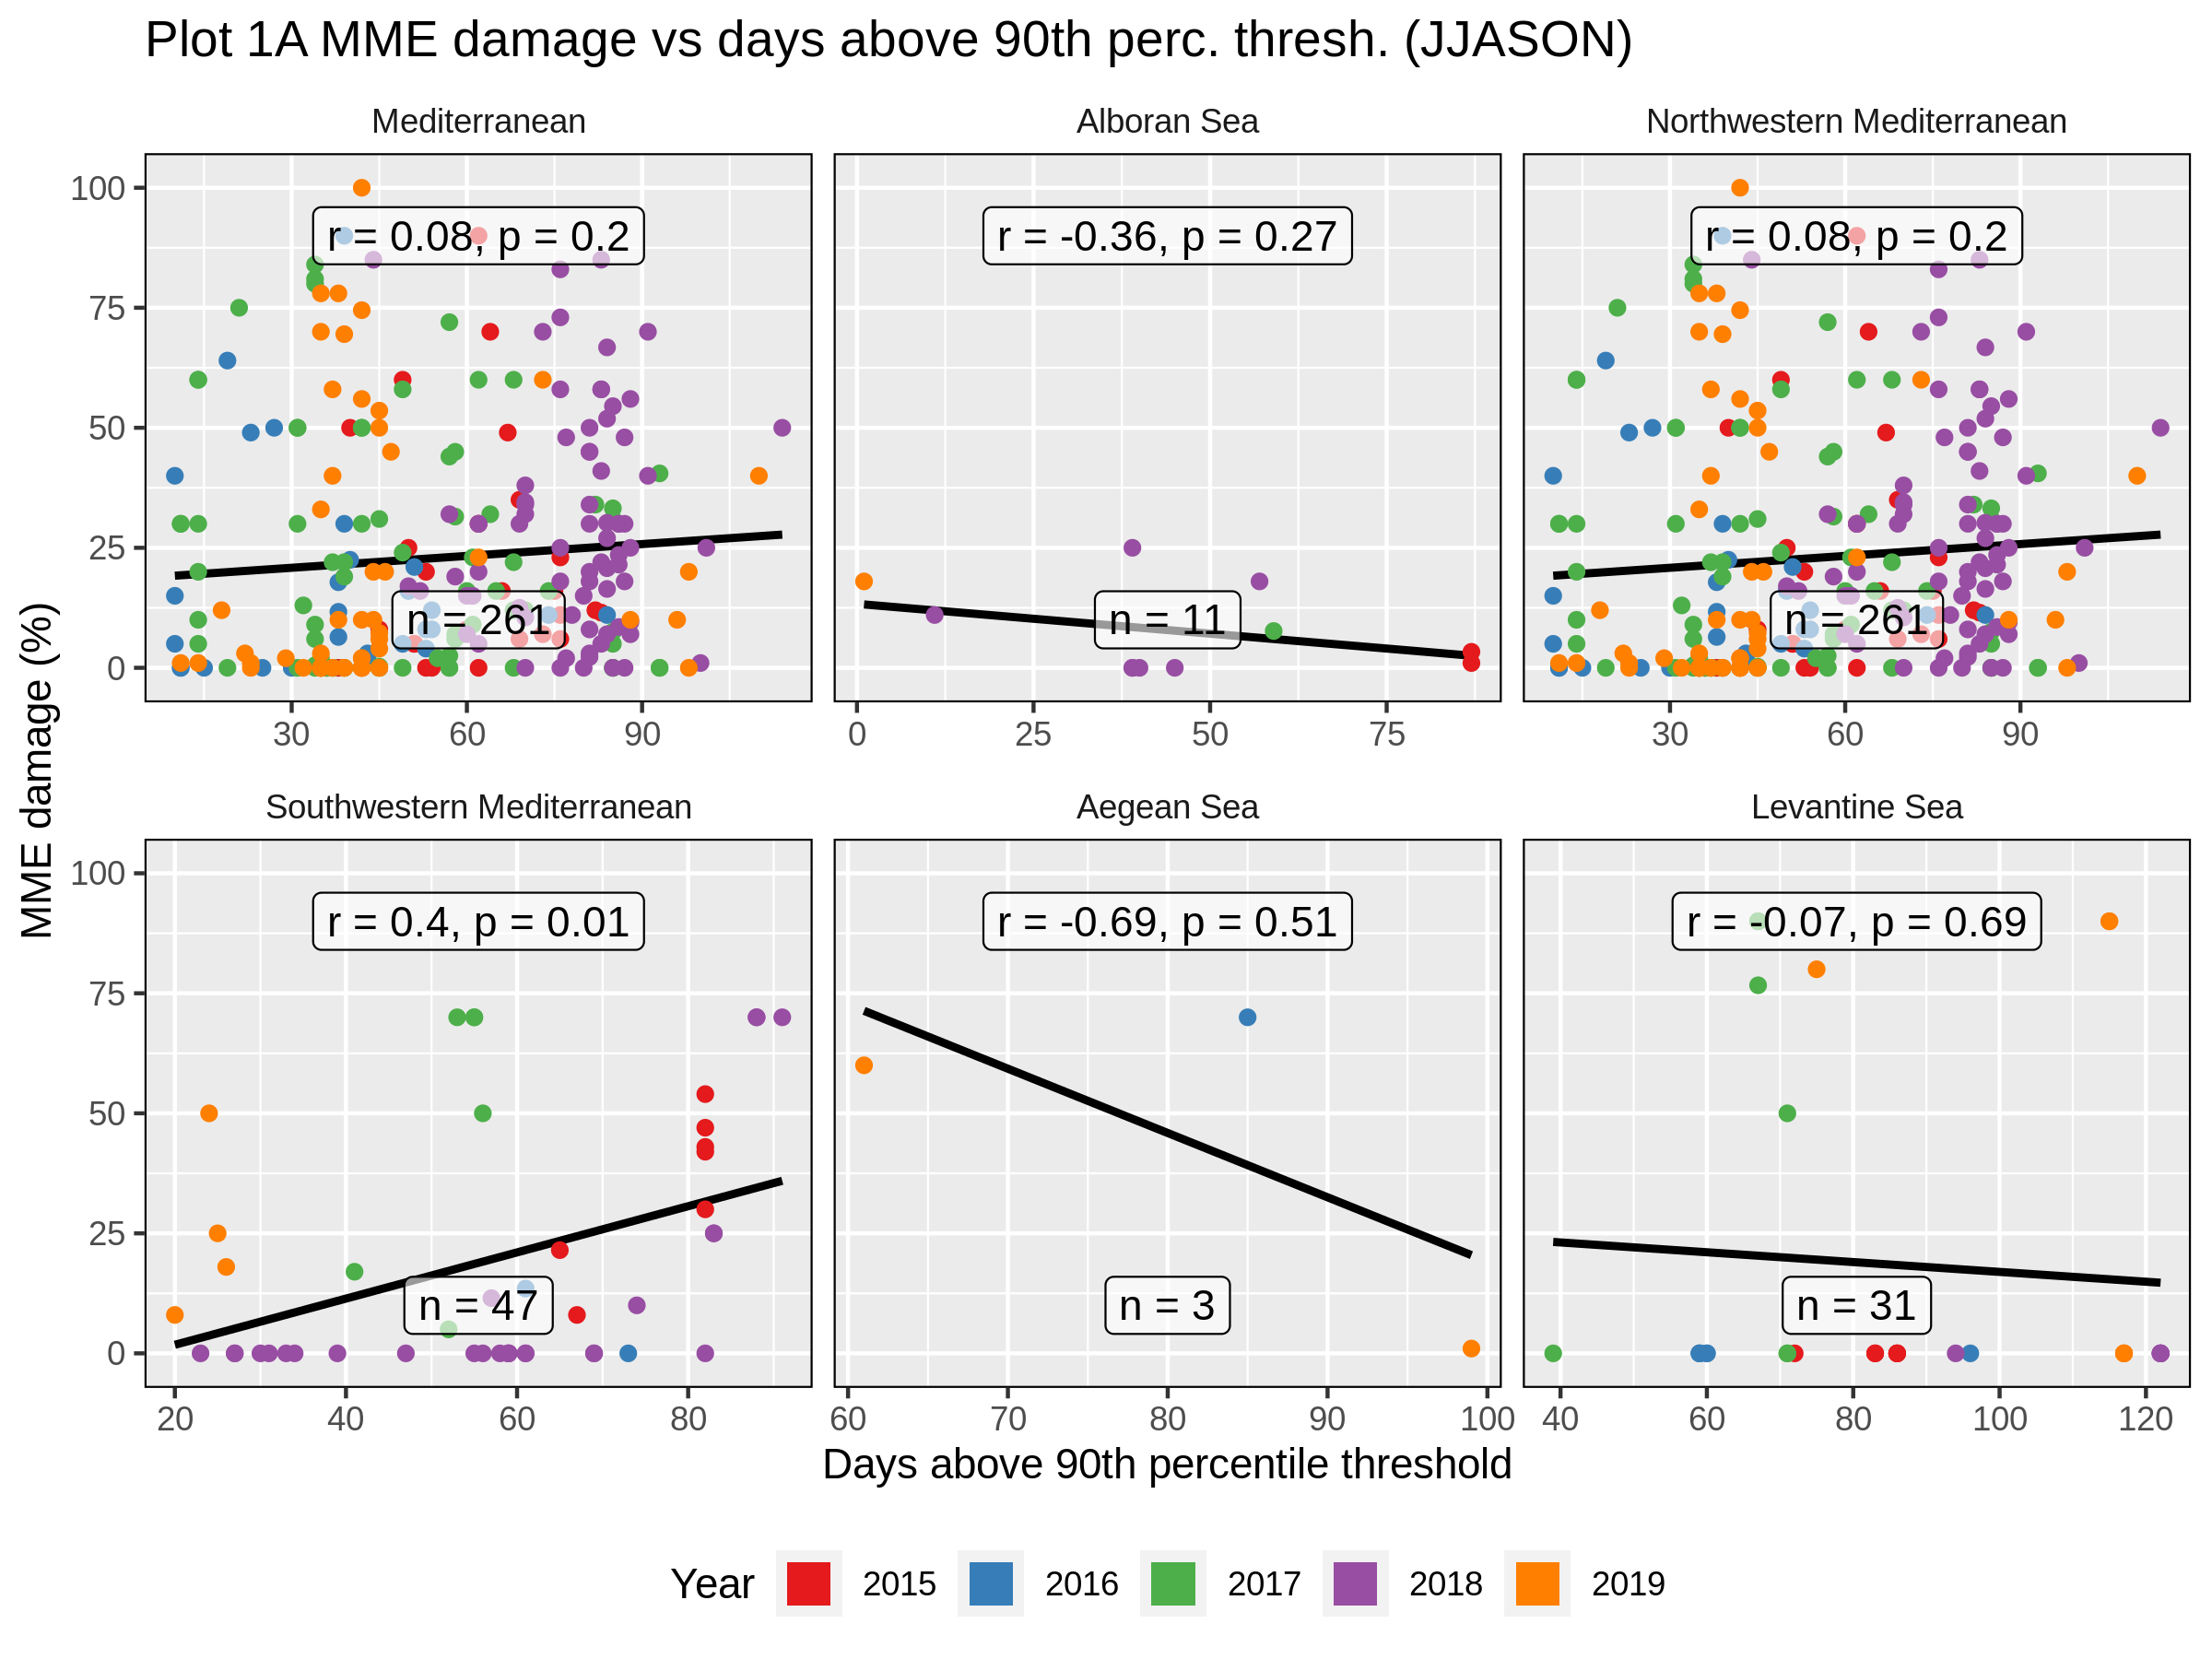 Plot 1A MME damage vs days above 90th perc. thresh. (JJASON)
Mediterranean
Alboran Sea
Northwestern Mediterranean
MME damage (%)
100
75
50
25
0
r = 0.08, p = 0.2
n = 261
30 60 90
r = -0.36, p = 0.27
n = 11
0 25 50 75
r = 0.08, p = 0.2
n = 261
30 60 90
Southwestern Mediterranean
Aegean Sea
Levantine Sea
100
75
50
25
0
r = 0.4, p = 0.01
n = 47
20 40 60 80
r = -0.69, p = 0.51
n = 3
60 70 80 90 100
r = -0.07, p = 0.69
n = 31
40 60 80 100 120
Days above 90th percentile threshold
Year 2015 2016 2017 2018 2019